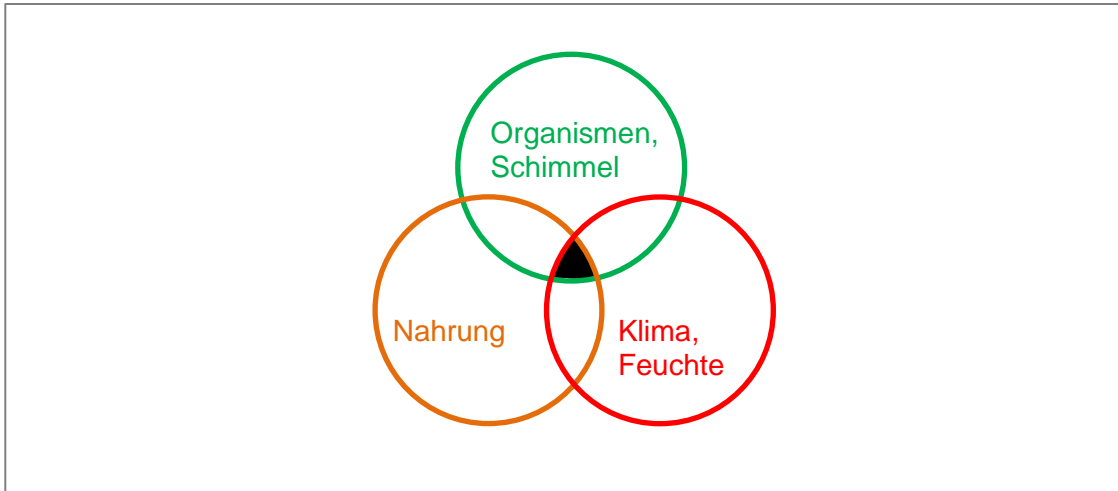 Organismen,
Schimmel
Nahrung
Klima,
Feuchte